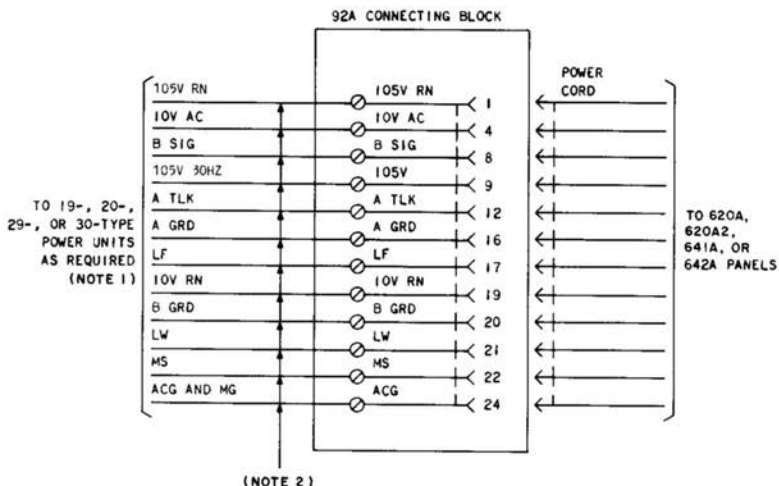 92A CONNECTING BLOCK
POWER
CORD
105V RN 105V RN 1
10V AC 10V AC 4
B SIG B SIG 8
105V 30HZ 105V 9
A TLK A TLK 12
A GRD A GRD 16
LF LF 17
10V RN 10V RN 19
B GRD B GRD 20
LW LW 21
MS MS 22
ACG AND MG ACG 24
TO 19-, 20-,
29-, OR 30-TYPE
POWER UNITS
AS REQUIRED
(NOTE 1)
TO 620A,
620A2,
641A, OR
642A PANELS
(NOTE 2)